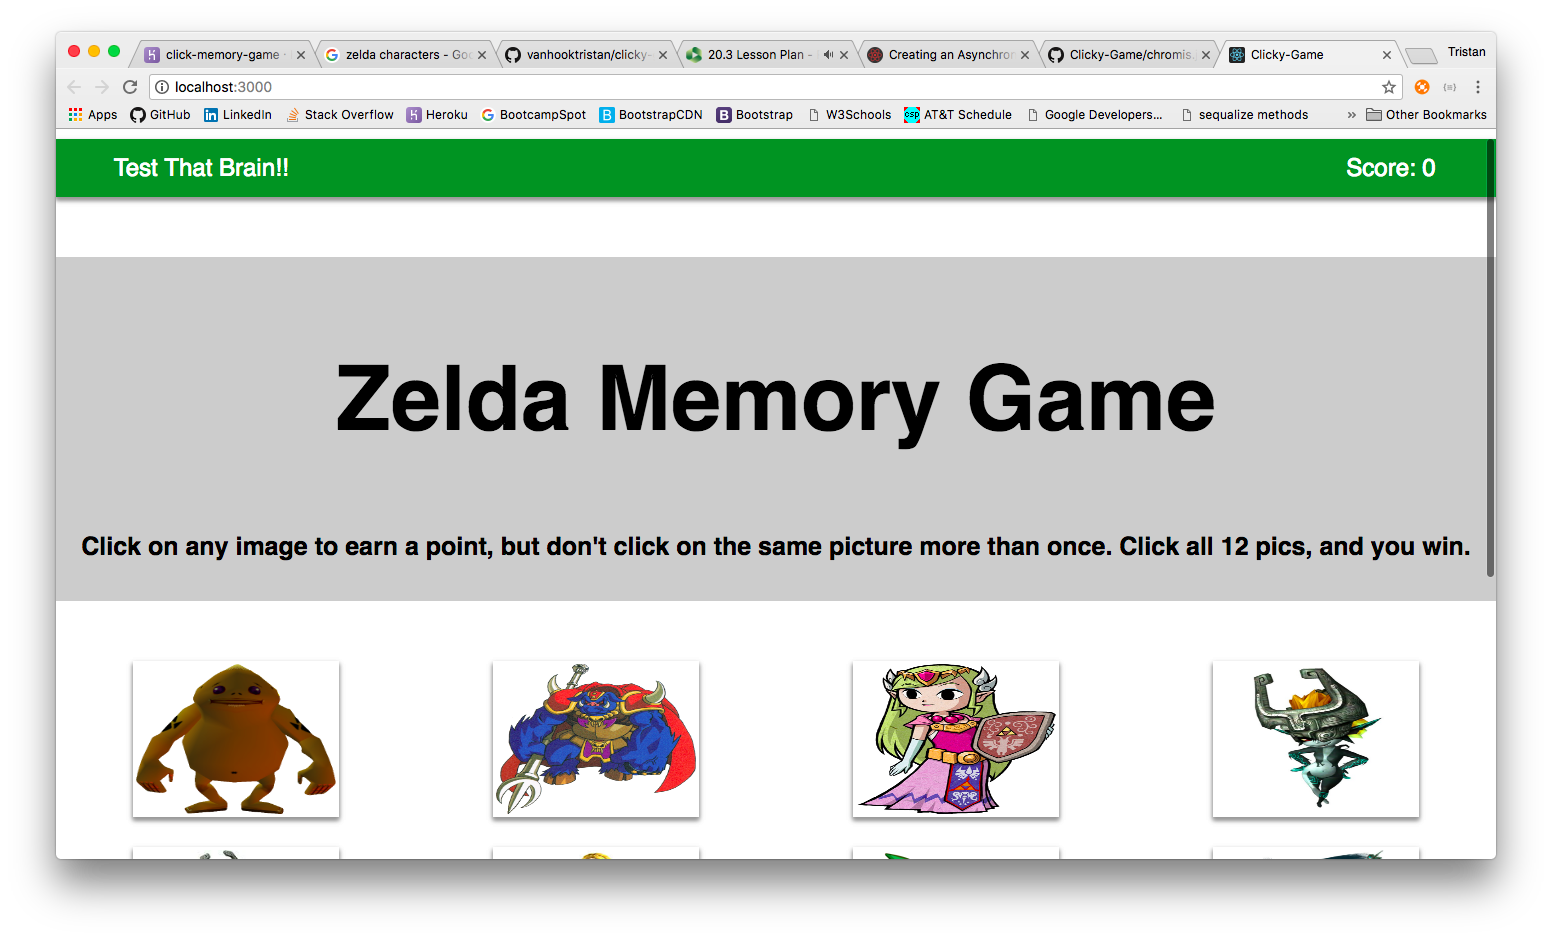 click-memory-game -
zelda characters - Goo
vanhooktristan/clicky-
20.3 Lesson Plan -
Creating an Asynchron
Clicky-Game/chromis.
Clicky-Game
Tristan
localhost:3000
Apps
GitHub
LinkedIn
Stack Overflow
Heroku
BootcampSpot
BootstrapCDN
Bootstrap
W3Schools
AT&T Schedule
Google Developers...
sequalize methods
»
Other Bookmarks
Test That Brain!!
Score: 0
Zelda Memory Game
Click on any image to earn a point, but don't click on the same picture more than once. Click all 12 pics, and you win.